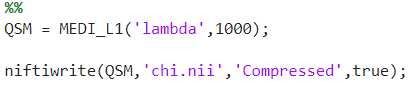 %%
QSM = MEDI_L1('lambda',1000);
niftiwrite(QSM,'chi.nii','Compressed',true);